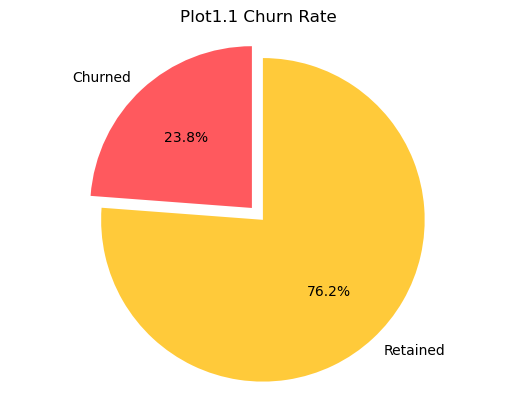 Plot1.1 Churn Rate
Churned
23.8%
76.2%
Retained